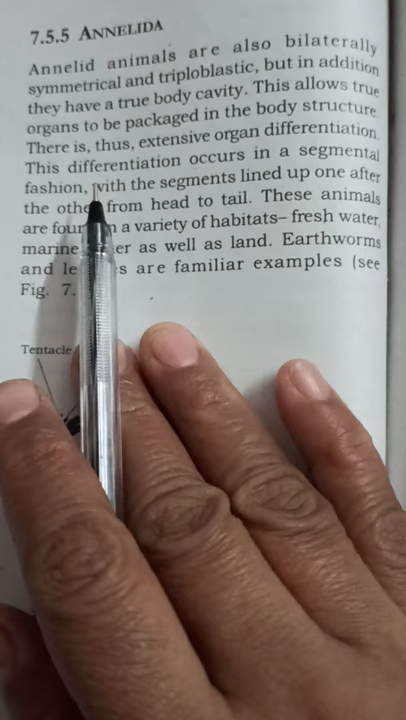 7.5.5 ANNELIDA
Annelid animals are also bilaterally
symmetrical and triploblastic, but in addition
they have a true body cavity. This allows true
organs to be packaged in the body structure.
There is, thus, extensive organ differentiation.
This differentiation occurs in a segmental
fashion, with the segments lined up one after
the other from head to tail. These animals
are a variety of habitats– fresh water,
marine as well as land. Earthworms
and are familiar examples (see
Fig. 7.
Tentacle